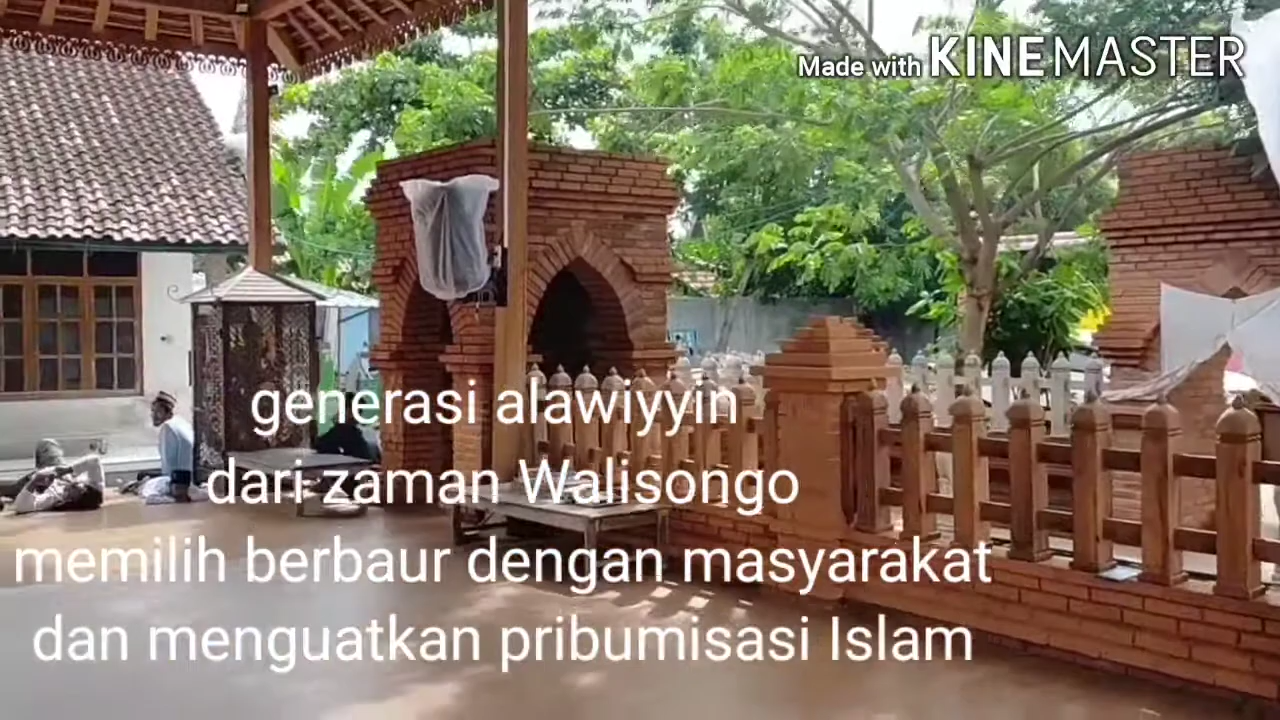 Made with KINEMASTER
generasi alawiyyin
dari zaman Walisongo
memilih berbaur dengan masyarakat
dan menguatkan pribumisasi Islam